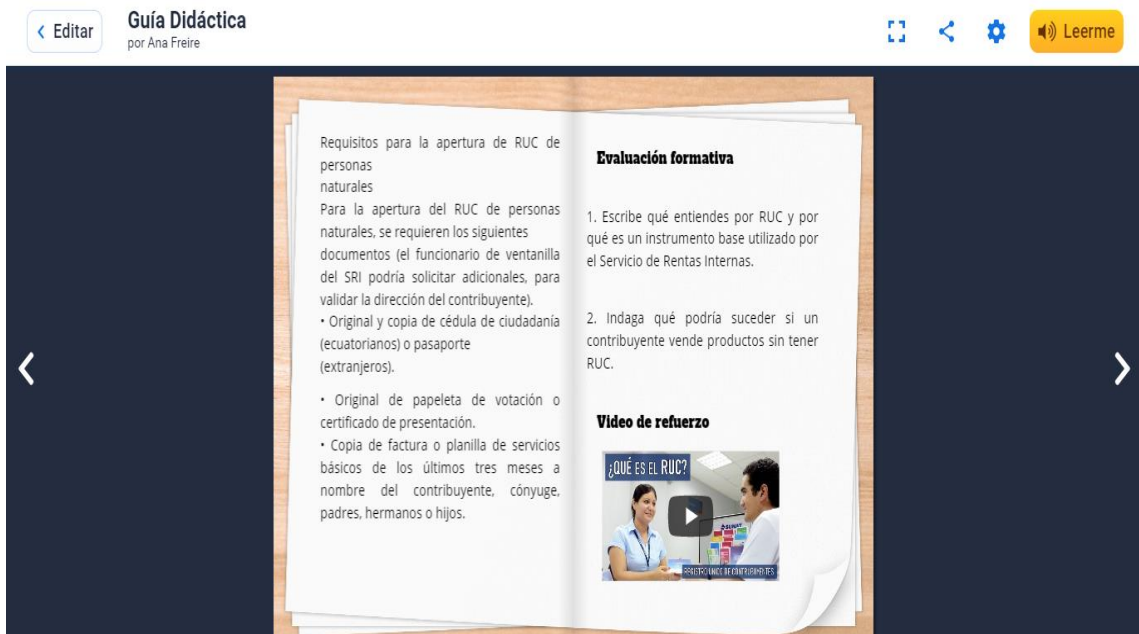 Editar
Guía Didáctica
por Ana Freire
Leerme
Requisitos para la apertura de RUC de
personas
naturales
Para la apertura del RUC de personas
naturales, se requieren los siguientes
documentos (el funcionario de ventanilla
del SRI podría solicitar adicionales, para
validar la dirección del contribuyente).
• Original y copia de cédula de ciudadanía
(ecuatorianos) o pasaporte
(extranjeros).
• Original de papeleta de votación o
certificado de presentación.
• Copia de factura o planilla de servicios
básicos de los últimos tres meses a
nombre del contribuyente, cónyuge,
padres, hermanos o hijos.
Evaluación formativa
1. Escribe qué entiendes por RUC y por
qué es un instrumento base utilizado por
el Servicio de Rentas Internas.
2. Indaga qué podría suceder si un
contribuyente vende productos sin tener
RUC.
Video de refuerzo
¿QUÉ ES EL RUC?
SUNAT
REGISTRO UNICO DE CONTRIBUYENTES